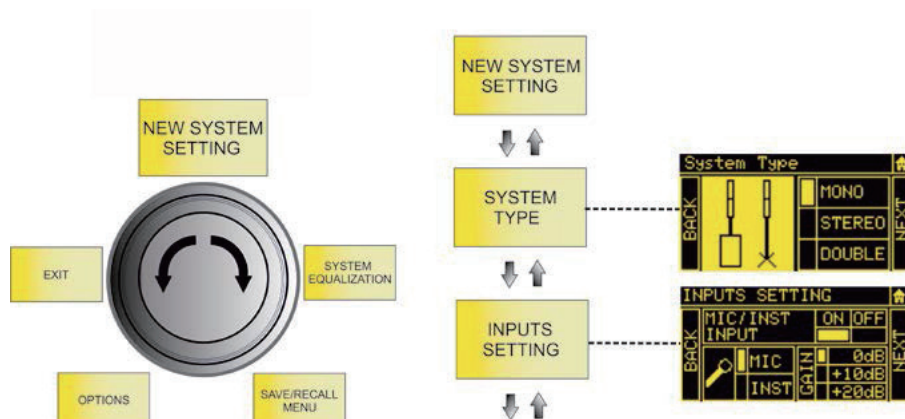 NEW SYSTEM
SETTING
EXIT
SYSTEM
EQUALIZATION
OPTIONS
SAVE/RECALL
MENU
NEW SYSTEM
SETTING
SYSTEM
TYPE
INPUTS
SETTING
System Type
BACK
MONO
STEREO
DOUBLE
NEXT
INPUTS SETTING
BACK
MIC/INST
INPUT
ON OFF
MIC
INST
GAIN
0dB
+10dB
+20dB
NEXT